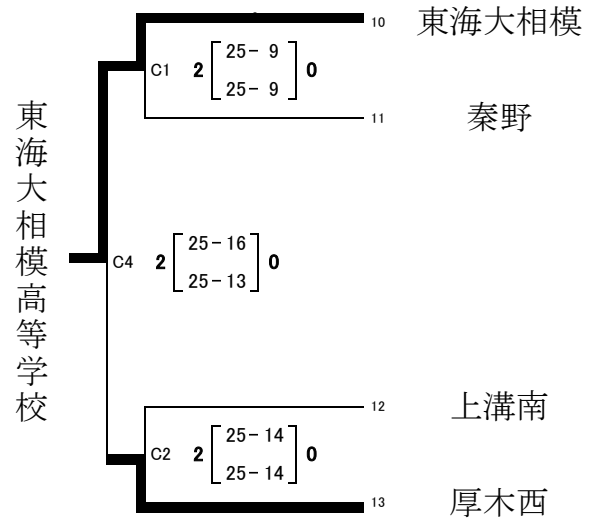 10 東海大相模
C1 2 25-9 0
25-9
11 秦野
東海大相模高等学校
C4 2 25-16 0
25-13
12 上溝南
C2 2 25-14 0
25-14
13 厚木西